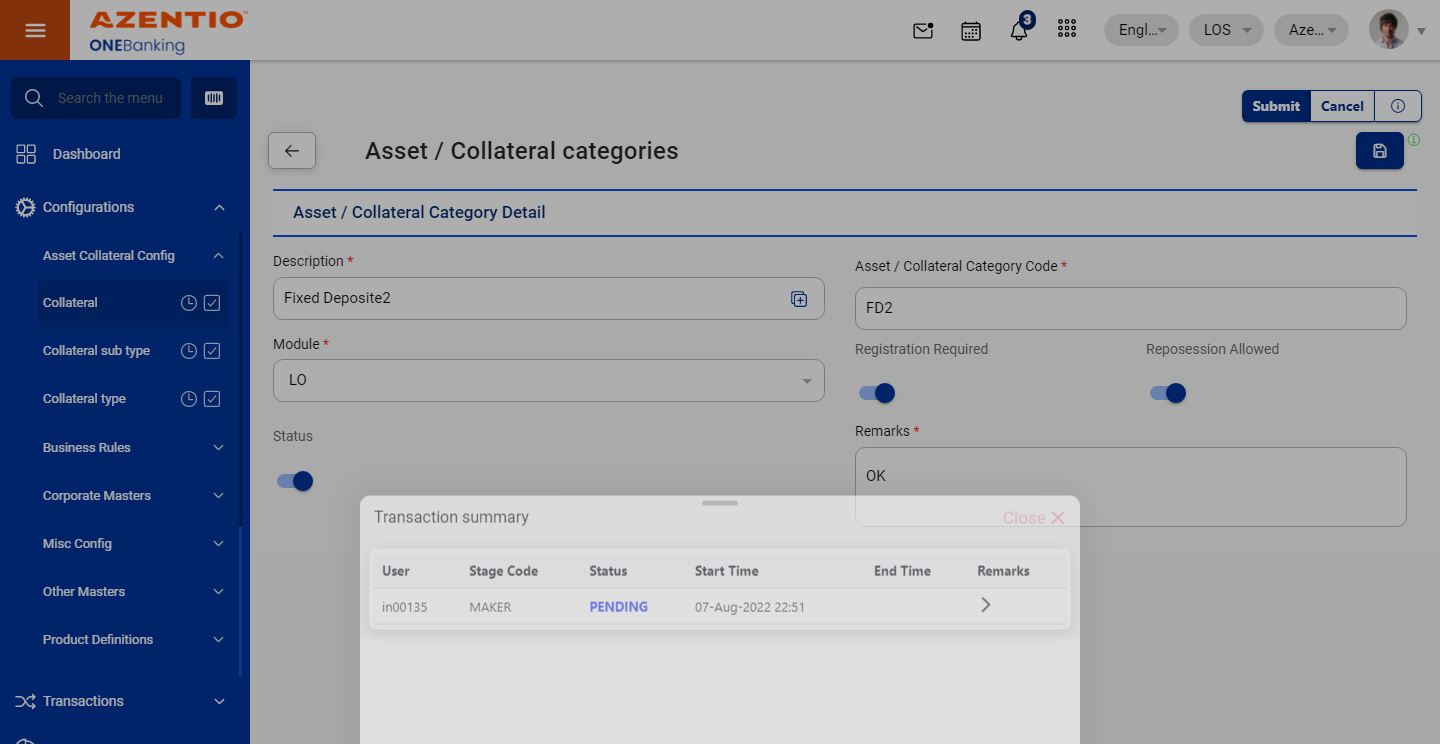 AZENTIO™
ONEBanking
3
Engl...
LOS
Aze...
Search the menu
Dashboard
Configurations
Asset Collateral Config
Collateral
Collateral sub type
Collateral type
Business Rules
Corporate Masters
Misc Config
Other Masters
Product Definitions
Transactions
Submit Cancel
Asset / Collateral categories
Asset / Collateral Category Detail
Description *
Fixed Deposite2
Asset / Collateral Category Code *
FD2
Module *
LO
Registration Required Reposession Allowed
Status
Remarks *
OK
Transaction summary Close
User Stage Code Status Start Time End Time Remarks
in00135 MAKER PENDING 07-Aug-2022 22:51